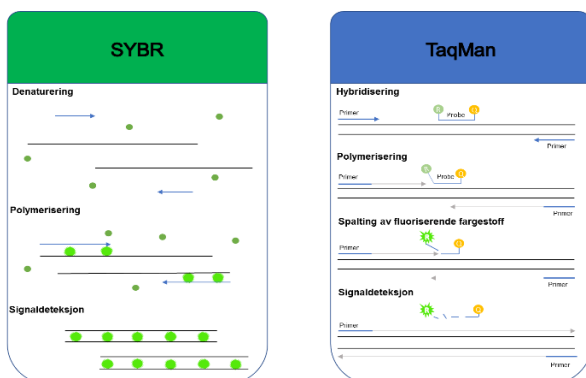 SYBR
Denaturering
Polymerisering
Signaldeteksjon
TaqMan
Hybridisering
R
Q
Primer
Probe
Primer
Polymerisering
R
Q
Primer
Probe
Primer
Spalting av fluoriserende fargestoff
R
Q
Primer
Primer
Signaldeteksjon
R
Q
Primer
Primer